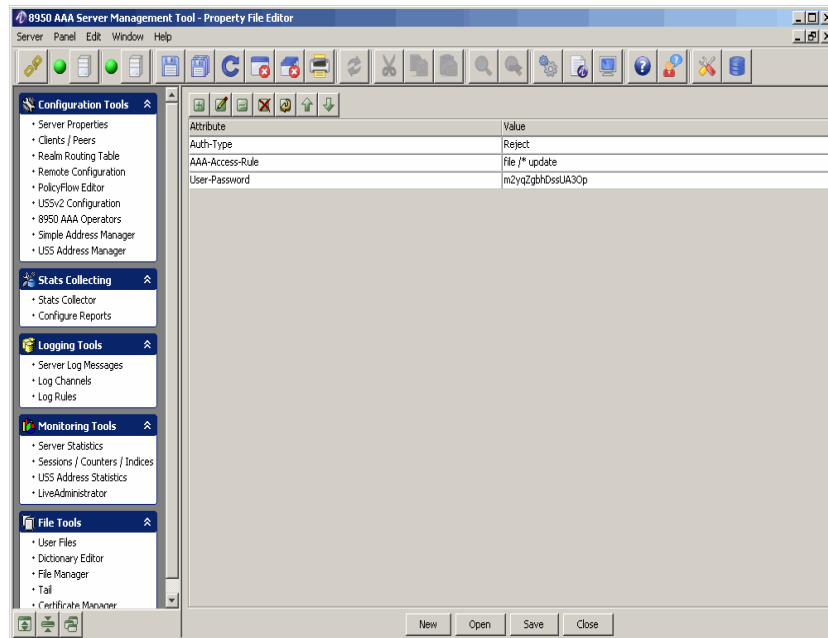 8950 AAA Server Management Tool - Property File Editor
Server Panel Edit Window Help
Configuration Tools
Server Properties
Clients / Peers
Realm Routing Table
Remote Configuration
PolicyFlow Editor
USSv2 Configuration
8950 AAA Operators
Simple Address Manager
USS Address Manager
Stats Collecting
Stats Collector
Configure Reports
Logging Tools
Server Log Messages
Log Channels
Log Rules
Monitoring Tools
Server Statistics
Sessions / Counters / Indices
USS Address Statistics
LiveAdministrator
File Tools
User Files
Dictionary Editor
File Manager
Tail
Certificate Manager
Attribute Value
Auth-Type Reject
AAA-Access-Rule file /* update
User-Password m2yqZgbhDssUA3Op
New Open Save Close